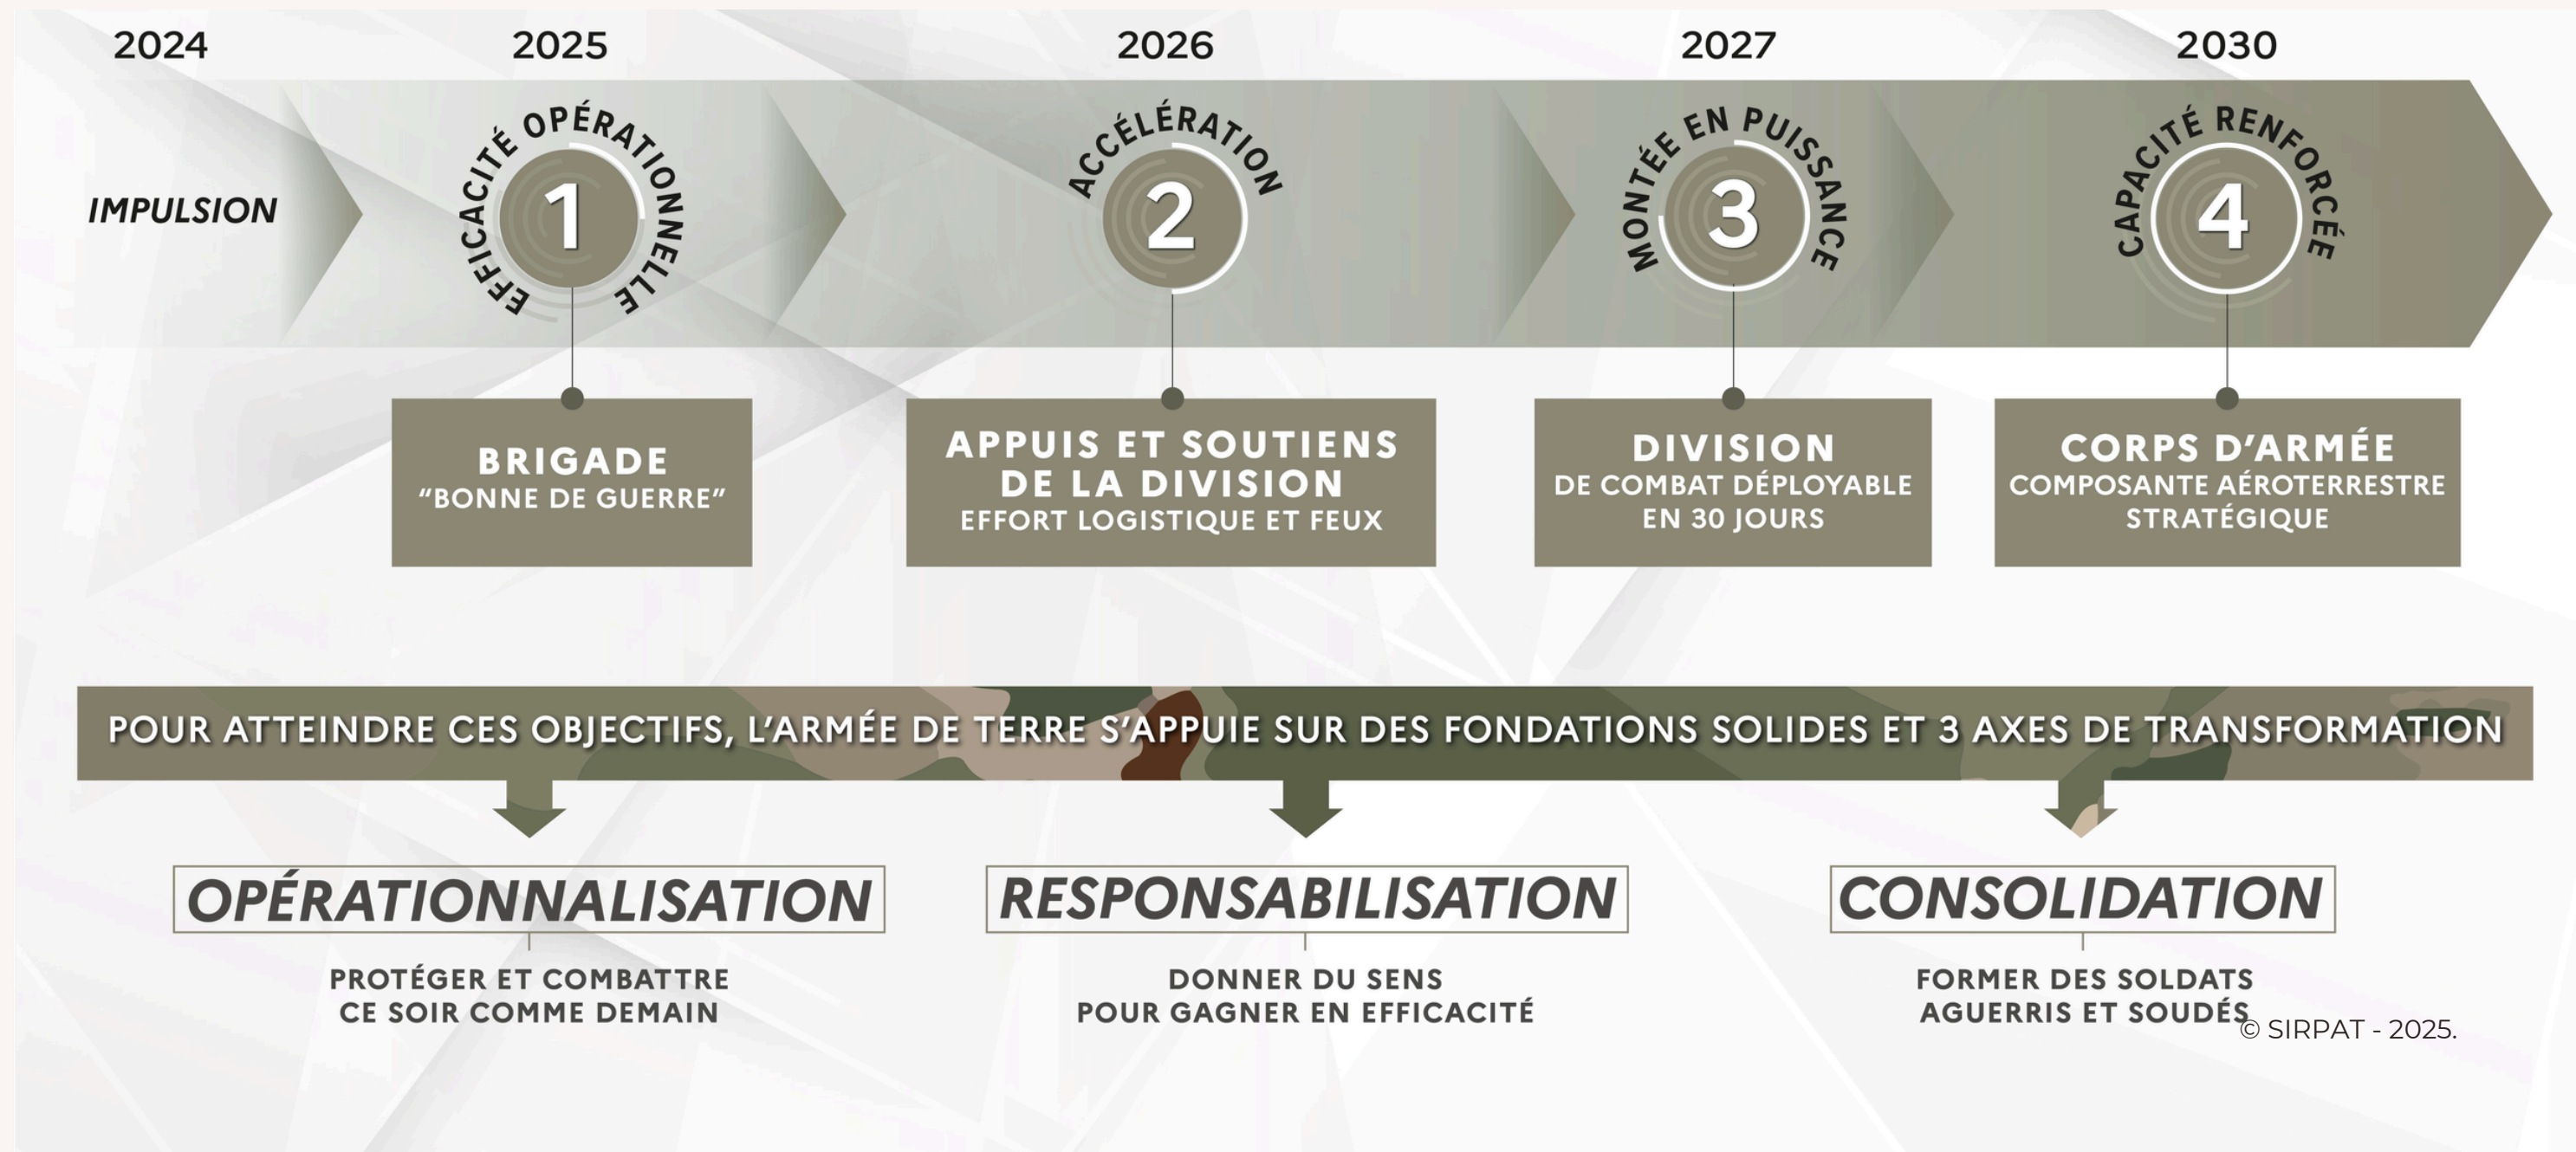 2024
2025
2026
2027
2030
IMPULSION
EFFICACITÉ OPÉRATIONNELLE
1
ACCÉLÉRATION
2
MONTÉE EN PUISSANCE
3
CAPACITÉ RENFORCÉE
4
BRIGADE
“BONNE DE GUERRE”
APPUIS ET SOUTIENS
DE LA DIVISION
EFFORT LOGISTIQUE ET FEUX
DIVISION
DE COMBAT DÉPLOYABLE
EN 30 JOURS
CORPS D’ARMÉE
COMPOSANTE AÉROTERRESTRE
STRATÉGIQUE
POUR ATTEINDRE CES OBJECTIFS, L’ARMÉE DE TERRE S’APPUIE SUR DES FONDATIONS SOLIDES ET 3 AXES DE TRANSFORMATION
OPÉRATIONNALISATION
PROTÉGER ET COMBATTRE
CE SOIR COMME DEMAIN
RESPONSABILISATION
DONNER DU SENS
POUR GAGNER EN EFFICACITÉ
CONSOLIDATION
FORMER DES SOLDATS
AGUERRIS ET SOUDÉS
© SIRPAT - 2025.